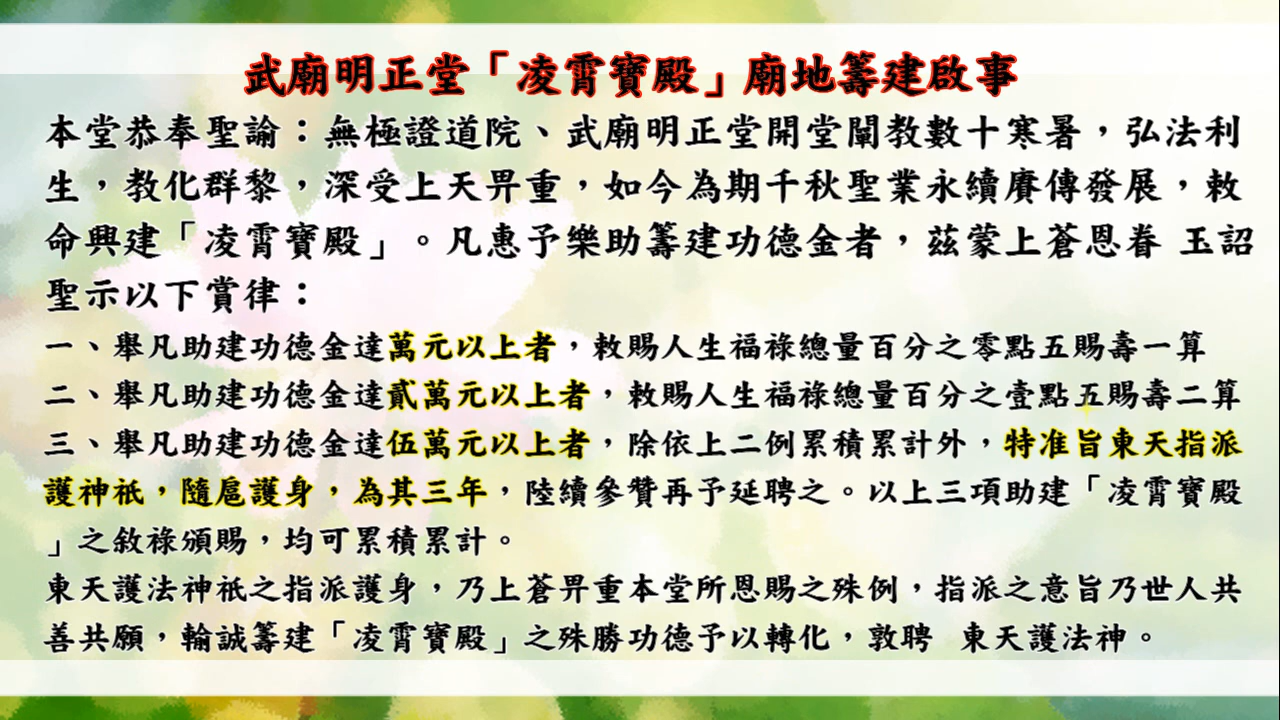 武廟明正堂「凌霄寶殿」廟地籌建啟事
本堂恭奉聖諭：無極證道院、武廟明正堂開堂闡教數十寒暑，弘法利
生，教化群黎，深受上天畀重，如今為期千秋聖業永續賡傳發展，敕
命興建「凌霄寶殿」。凡惠予樂助籌建功德金者，茲蒙上蒼恩眷 玉詔
聖示以下賞律：
一、舉凡助建功德金達萬元以上者，敕賜人生福祿總量百分之零點五賜壽一算
二、舉凡助建功德金達貳萬元以上者，敕賜人生福祿總量百分之壹點五賜壽二算
三、舉凡助建功德金達伍萬元以上者，除依上二例累積累計外，特准旨東天指派
護神祇，隨扈護身，為其三年，陸續參贊再予延聘之。以上三項助建「凌霄寶殿
」之敘祿頒賜，均可累積累計。
東天護法神祇之指派護身，乃上蒼畀重本堂所恩賜之殊例，指派之意旨乃世人共
善共願，輸誠籌建「凌霄寶殿」之殊勝功德予以轉化，敦聘 東天護法神。